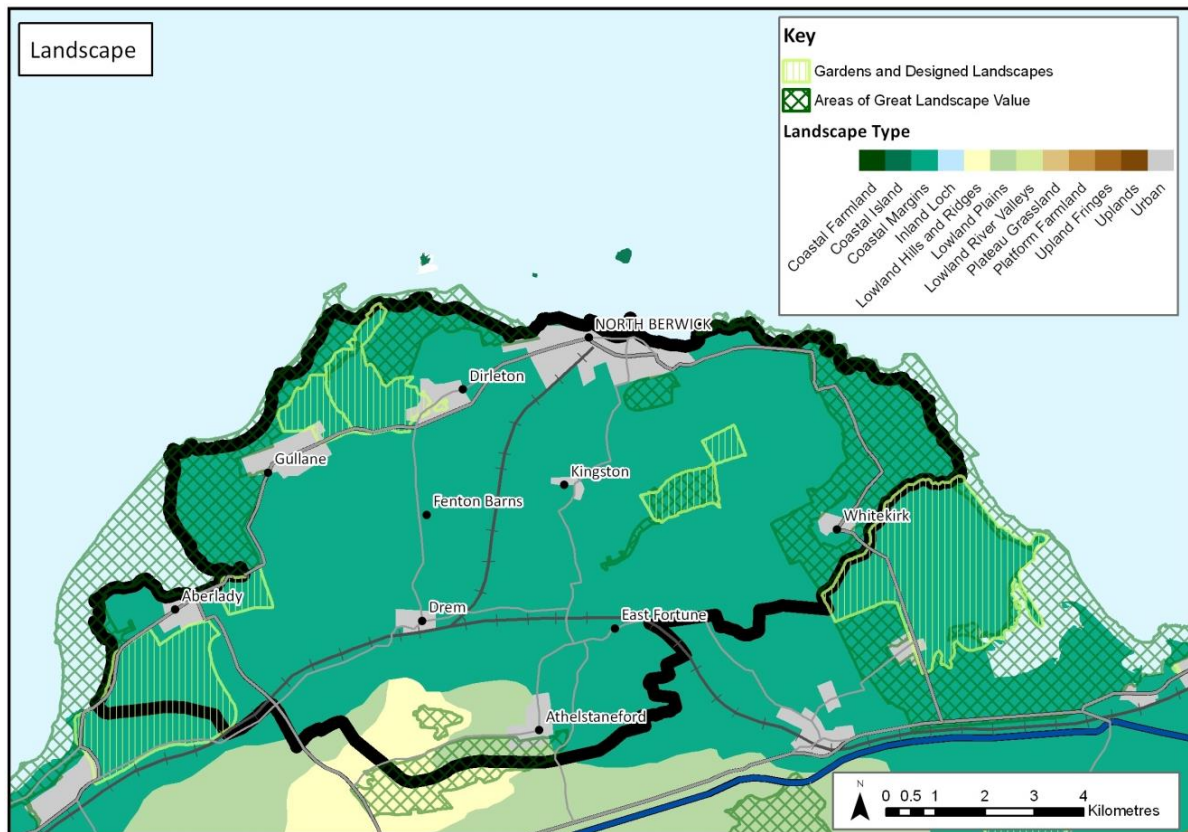 Landscape
Key
Gardens and Designed Landscapes
Areas of Great Landscape Value
Landscape Type
Coastal Farmland
Coastal Island
Coastal Margins
Inland Loch
Lowland Hills and Ridges
Lowland Plains
Lowland River Valleys
Plateau Grassland
Platform Farmland
Upland Fringes
Uplands
Urban
NORTH BERWICK
Dirleton
Gullane
Kingston
Fenton Barns
Whitekirk
Aberlady
Drem
East Fortune
Athelstaneford
N
0 0.5 1 2 3 4
Kilometres